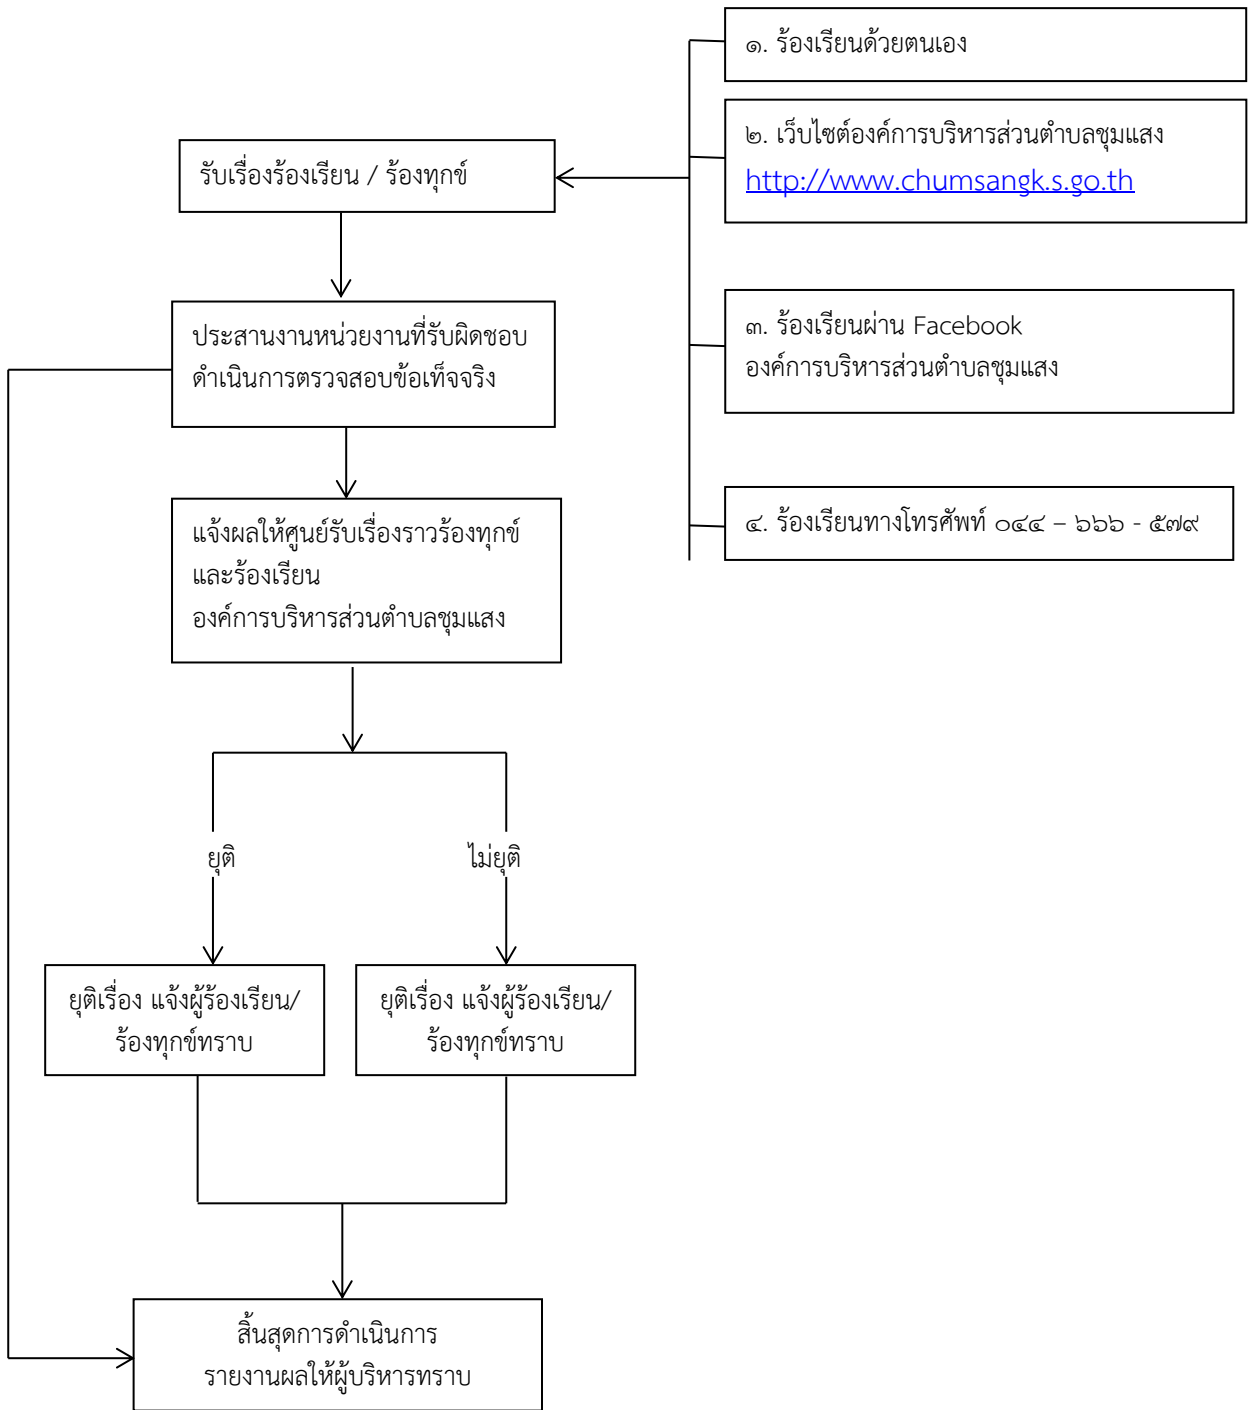 ๑. ร้องเรียนด้วยตนเอง
๒. เว็บไซต์องค์การบริหารส่วนตำบลชุมแสง
http://www.chumsangk.s.go.th
รับเรื่องร้องเรียน / ร้องทุกข์
๓. ร้องเรียนผ่าน Facebook
องค์การบริหารส่วนตำบลชุมแสง
ประสานงานหน่วยงานที่รับผิดชอบ
ดำเนินการตรวจสอบข้อเท็จจริง
๔. ร้องเรียนทางโทรศัพท์ ๐๔๔ – ๖๖๖ - ๕๗๙
แจ้งผลให้ศูนย์รับเรื่องราวร้องทุกข์
และร้องเรียน
องค์การบริหารส่วนตำบลชุมแสง
ยุติ
ไม่ยุติ
ยุติเรื่อง แจ้งผู้ร้องเรียน/
ร้องทุกข์ทราบ
ยุติเรื่อง แจ้งผู้ร้องเรียน/
ร้องทุกข์ทราบ
สิ้นสุดการดำเนินการ
รายงานผลให้ผู้บริหารทราบ